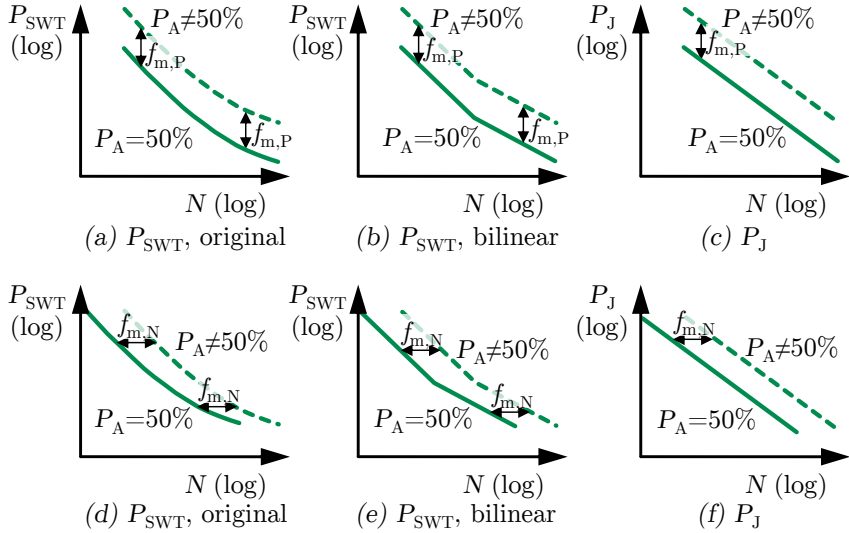 P_SWT
(log)
P_A≠50%
f_m,P
f_m,P
P_A=50%
N (log)
(a) P_SWT, original
P_SWT
(log)
P_A≠50%
f_m,P
f_m,P
P_A=50%
N (log)
(b) P_SWT, bilinear
P_J
(log)
P_A≠50%
f_m,P
P_A=50%
N (log)
(c) P_J
P_SWT
(log)
f_m,N
P_A≠50%
f_m,N
P_A=50%
N (log)
(d) P_SWT, original
P_SWT
(log)
f_m,N
P_A≠50%
f_m,N
P_A=50%
N (log)
(e) P_SWT, bilinear
P_J
(log)
f_m,N
P_A≠50%
P_A=50%
N (log)
(f) P_J